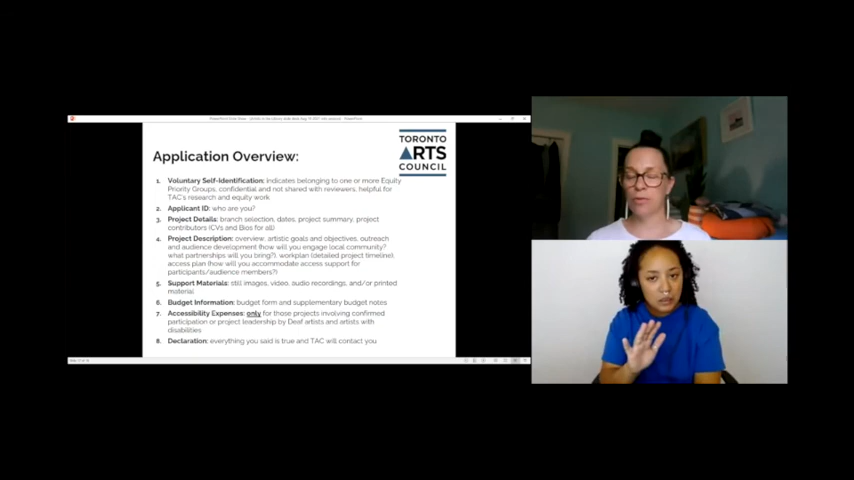 TORONTO
ARTS
COUNCIL
Application Overview:
1. Voluntary Self-Identification: indicates belonging to one or more Equity
Priority Groups, confidential and not shared with reviewers, helpful for
TAC's research and equity work
2. Applicant ID: who are you?
3. Project Details: branch selection, dates, project summary, project
contributors (CVs and Bios for all)
4. Project Description: overview, artistic goals and objectives, outreach
and audience development (how will you engage local community?
what partnerships will you bring?), workplan (detailed project timeline),
access plan (how will you accommodate access support for
participants/audience members?)
5. Support Materials: still images, video, audio recordings, and/or printed
material
6. Budget Information: budget form and supplementary budget notes
7. Accessibility Expenses: only for those projects involving confirmed
participation or project leadership by Deaf artists and artists with
disabilities
8. Declaration: everything you said is true and TAC will contact you